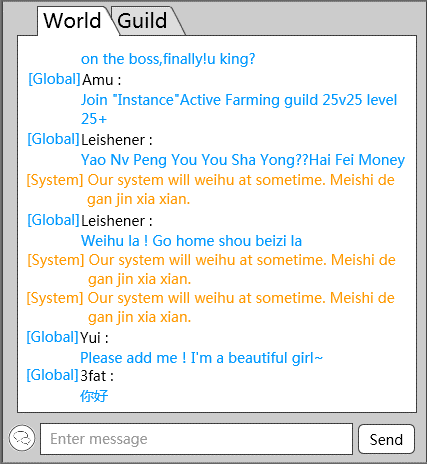 World Guild
on the boss,finally!u king?
[Global]Amu :
Join "Instance"Active Farming guild 25v25 level
25+
[Global]Leishener :
Yao Nv Peng You You Sha Yong??Hai Fei Money
[System] Our system will weihu at sometime. Meishi de
gan jin xia xian.
[Global]Leishener :
Weihu la ! Go home shou beizi la
[System] Our system will weihu at sometime. Meishi de
gan jin xia xian.
[System] Our system will weihu at sometime. Meishi de
gan jin xia xian.
[Global]Yui :
Please add me ! I'm a beautiful girl~
[Global]3fat :
你好
Enter message Send